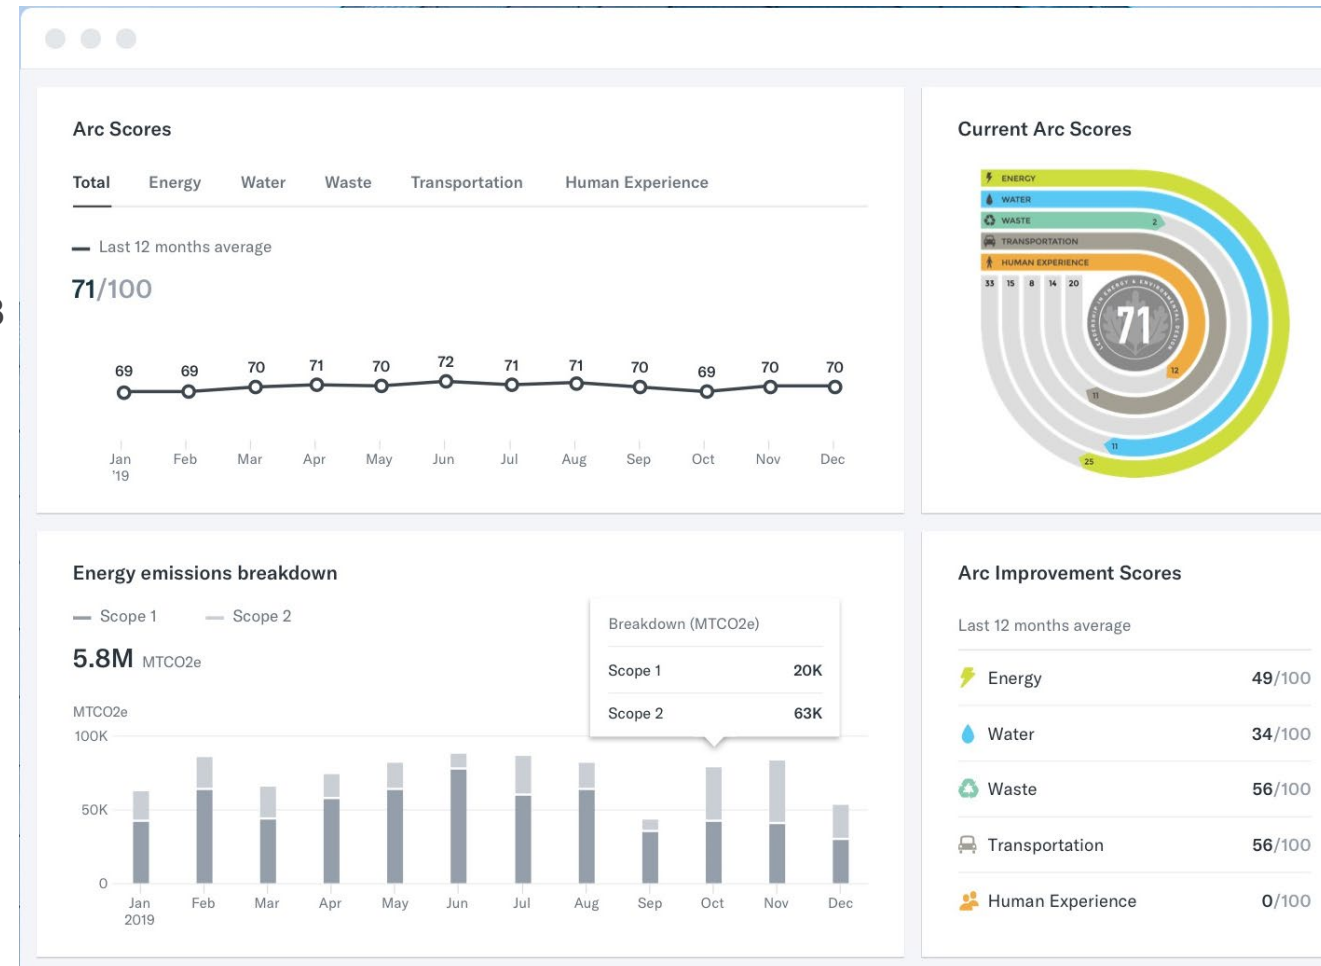 Arc Scores
Total Energy Water Waste Transportation Human Experience
Last 12 months average
71/100
69 69 70 71 70 72 71 71 70 69 70 70
Jan Feb Mar Apr May Jun Jul Aug Sep Oct Nov Dec
'19
Current Arc Scores
ENERGY
WATER
WASTE 2
TRANSPORTATION
HUMAN EXPERIENCE
33 15 8 14 20
LEADERSHIP IN ENERGY & ENVIRONMENTAL DESIGN
71
12
11
11
25
Energy emissions breakdown
Scope 1 Scope 2
5.8M MTCO2e
MTCO2e
100K
50K
0
Jan Feb Mar Apr May Jun Jul Aug Sep Oct Nov Dec
2019
Breakdown (MTCO2e)
Scope 1 20K
Scope 2 63K
Arc Improvement Scores
Last 12 months average
Energy 49/100
Water 34/100
Waste 56/100
Transportation 56/100
Human Experience 0/100